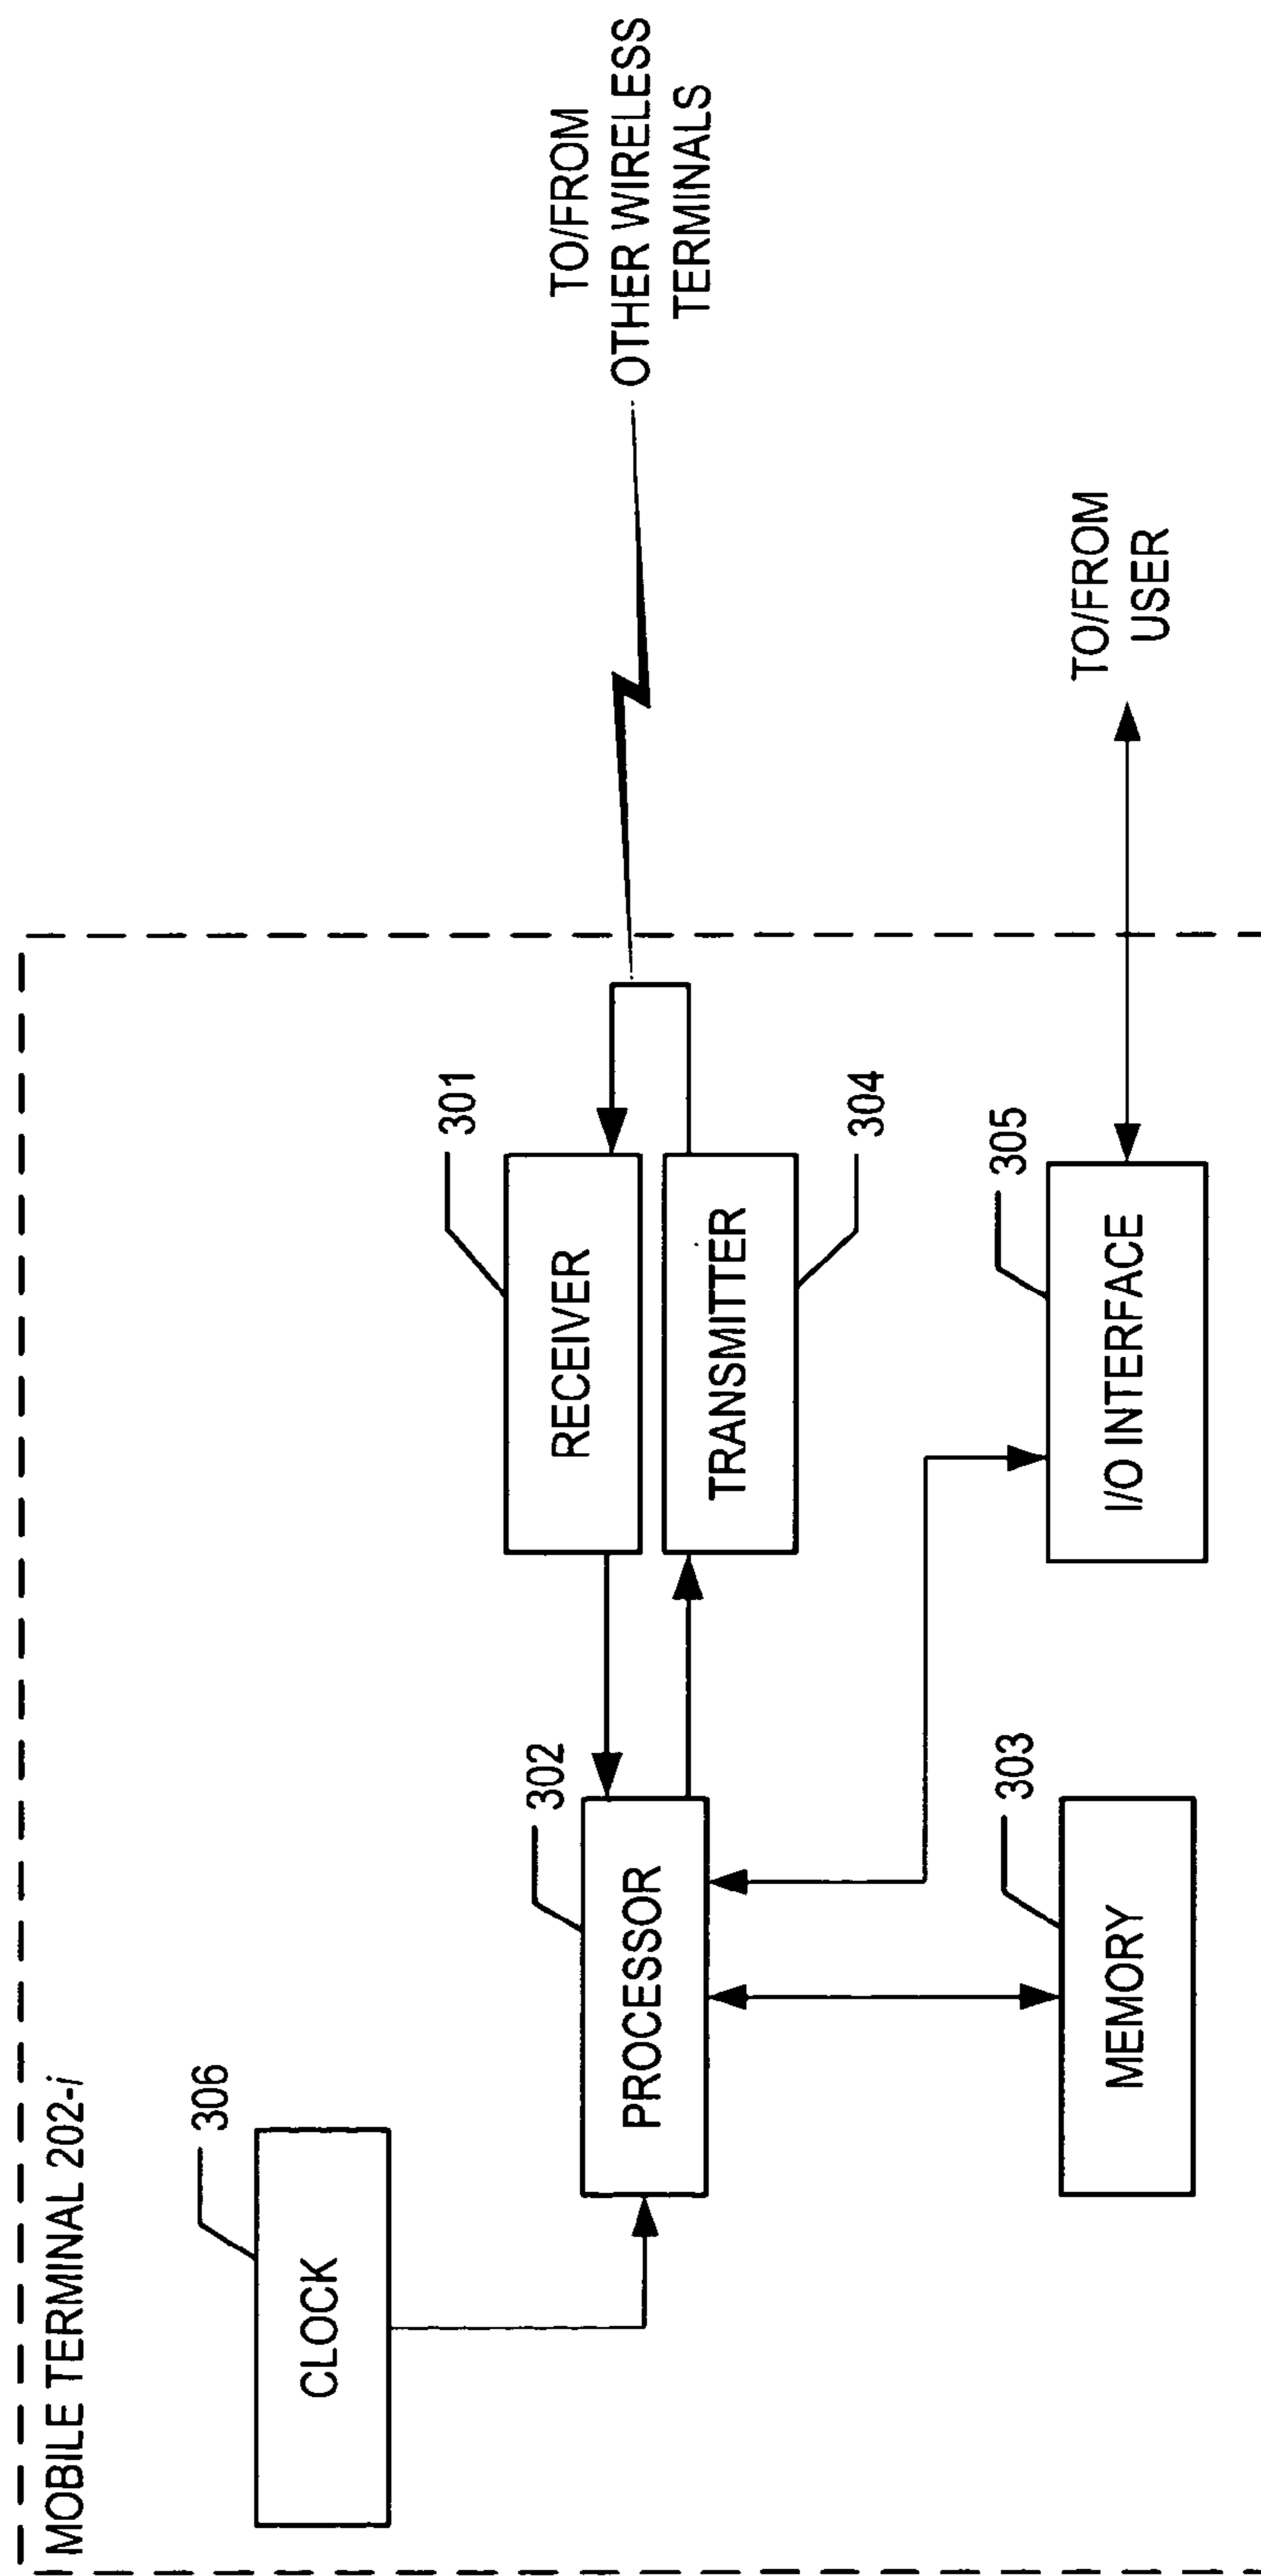 MOBILE TERMINAL 202-i
306
CLOCK
301
RECEIVER
302
PROCESSOR
TRANSMITTER
304
303
MEMORY
305
I/O INTERFACE
TO/FROM
OTHER WIRELESS
TERMINALS
TO/FROM
USER